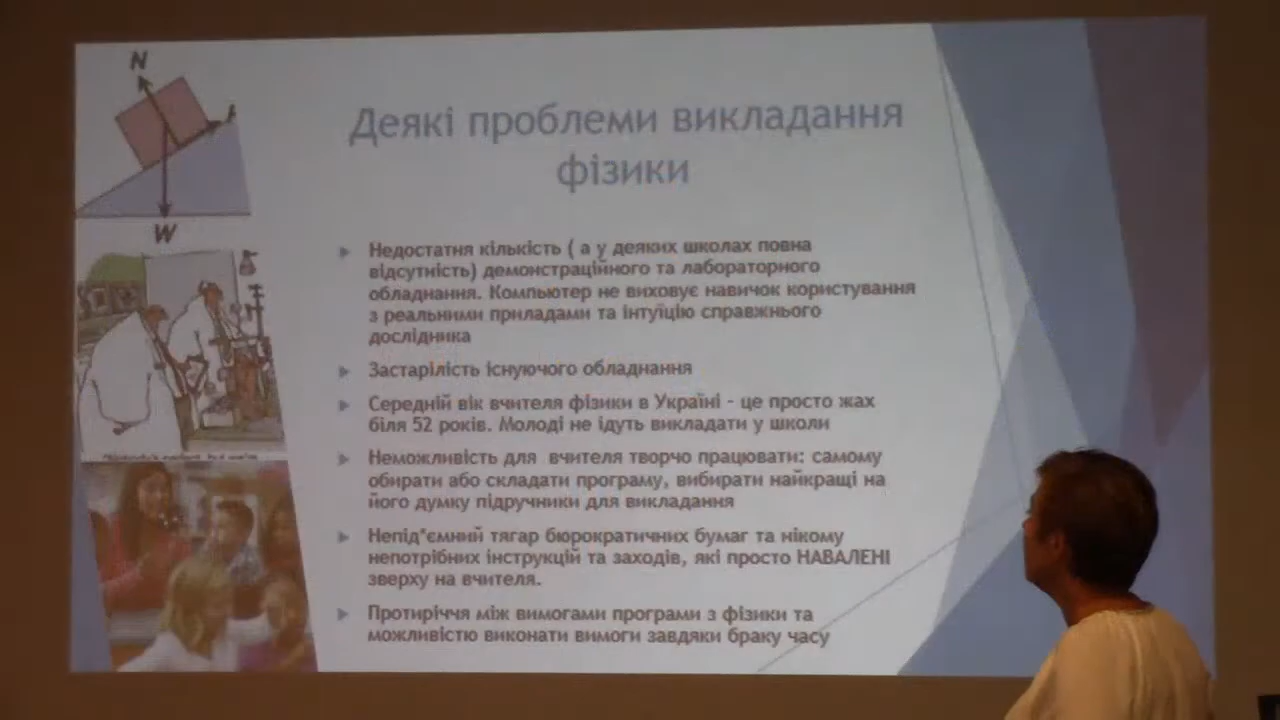 N
W
Деякі проблеми викладання
фізики
Недостатня кількість ( а у деяких школах повна
відсутність) демонстраційного та лабораторного
обладнання. Компьютер не виховує навичок користування
з реальними приладами та інтуїцію справжнього
дослідника
Застарілість існуючого обладнання
Середній вік вчителя фізики в Україні - це просто жах
біля 52 років. Молоді не ідуть викладати у школи
Неможливість для вчителя творчо працювати: самому
обирати або складати програму, вибирати найкращі на
його думку підручники для викладання
Непід*ємний тягар бюрократичних бумаг та нікому
непотрібних інструкцій та заходів, які просто НАВАЛЕНІ
зверху на вчителя.
Протиріччя між вимогами програми з фізики та
можливістю виконати вимоги завдяки браку часу